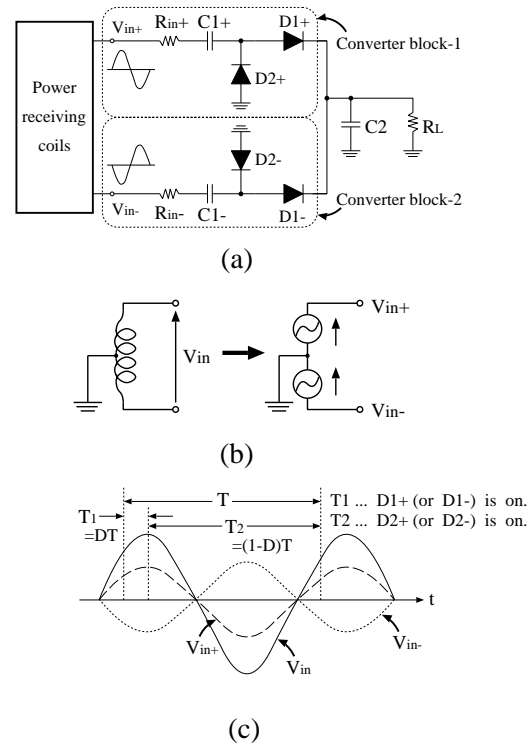 Vin+
Rin+
C1+
D1+
Converter block-1
D2+
Power
receiving
coils
C2
RL
D2-
Vin-
Rin-
C1-
D1-
Converter block-2
(a)
Vin
Vin+
Vin-
(b)
T
T1 ... D1+ (or D1-) is on.
T1
=DT
T2
=(1-D)T
T2 ... D2+ (or D2-) is on.
t
Vin+
Vin
Vin-
(c)